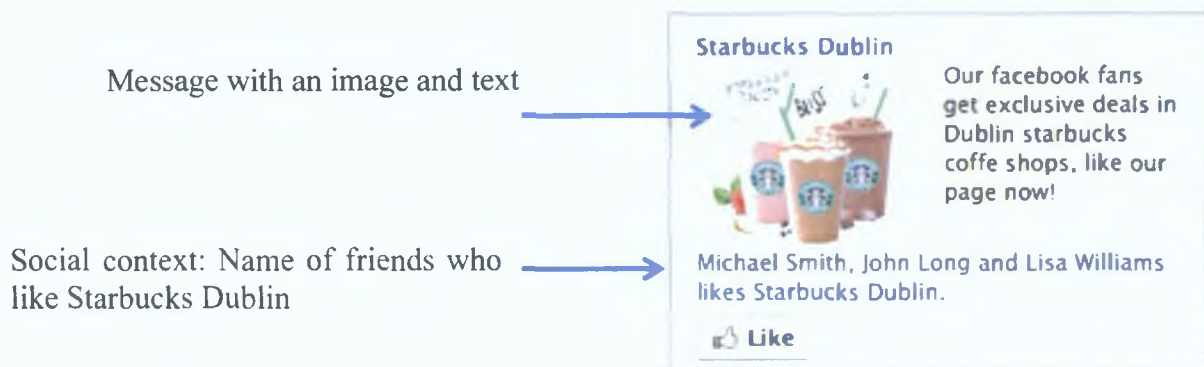 Message with an image and text
Social context: Name of friends who
like Starbucks Dublin
Starbucks Dublin
Our facebook fans
get exclusive deals in
Dublin starbucks
coffe shops, like our
page now!
Michael Smith, John Long and Lisa Williams
likes Starbucks Dublin.
Like